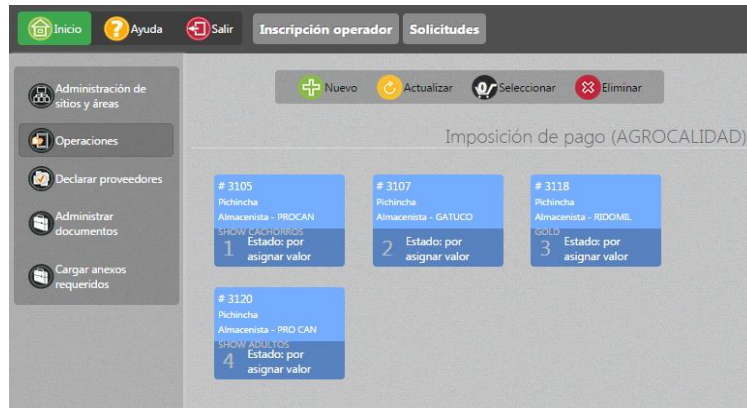 Inicio
Ayuda
Salir
Inscripción operador
Solicitudes
Administración de
sitios y áreas
Operaciones
Declarar proveedores
Administrar
documentos
Cargar anexos
requeridos
Nuevo
Actualizar
Seleccionar
Eliminar
Imposición de pago (AGROCALIDAD)
# 3105
Pichincha
Almacenista - PROCAN
SHOW CACHORROS
1 Estado: por
asignar valor
# 3107
Pichincha
Almacenista - GATUCO
2 Estado: por
asignar valor
# 3118
Pichincha
Almacenista - RIDOMIL
GOLD
3 Estado: por
asignar valor
# 3120
Pichincha
Almacenista - PRO CAN
SHOW ADULTOS
4 Estado: por
asignar valor